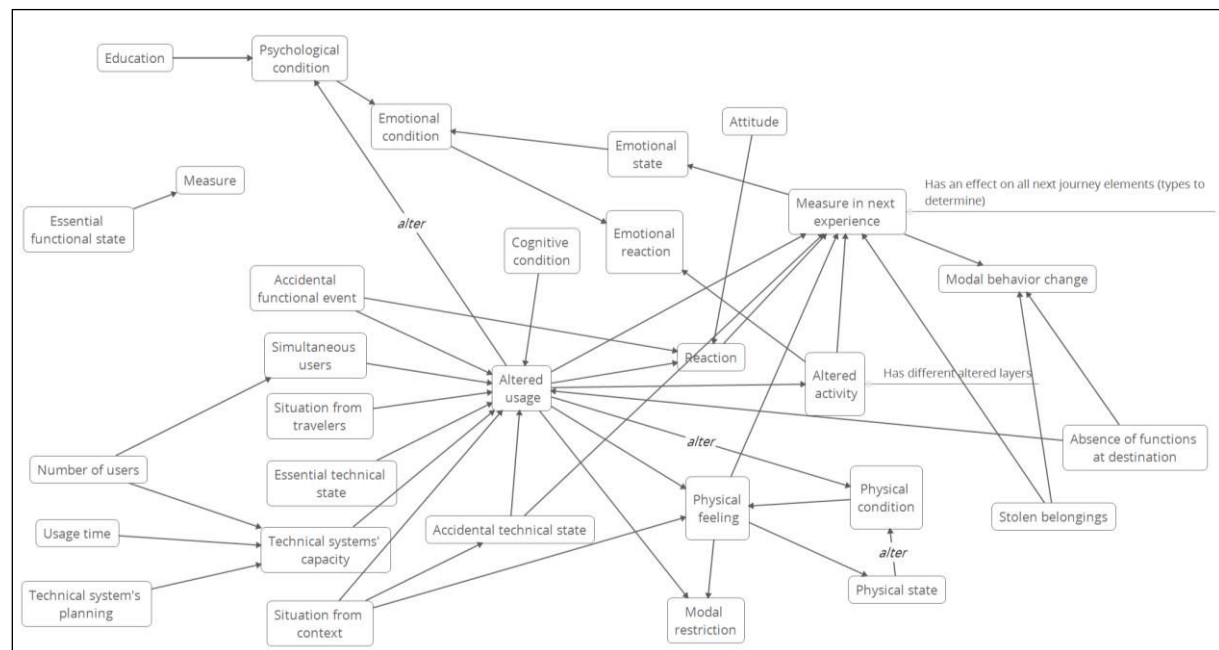 Education
Psychological
condition
Emotional
condition
Attitude
Emotional
state
Measure
Has an effect on all next journey elements (types to
determine)
Measure in next
experience
Essential
functional state
alter
Cognitive
condition
Emotional
reaction
Modal behavior change
Accidental
functional event
Simultaneous
users
Reaction
Altered
usage
Altered
activity
Has different altered layers
Situation from
travelers
alter
Absence of functions
at destination
Number of users
Essential technical
state
Physical
feeling
Physical
condition
Stolen belongings
Usage time
Technical systems'
capacity
Accidental technical state
alter
Technical system's
planning
Physical state
Situation from
context
Modal
restriction